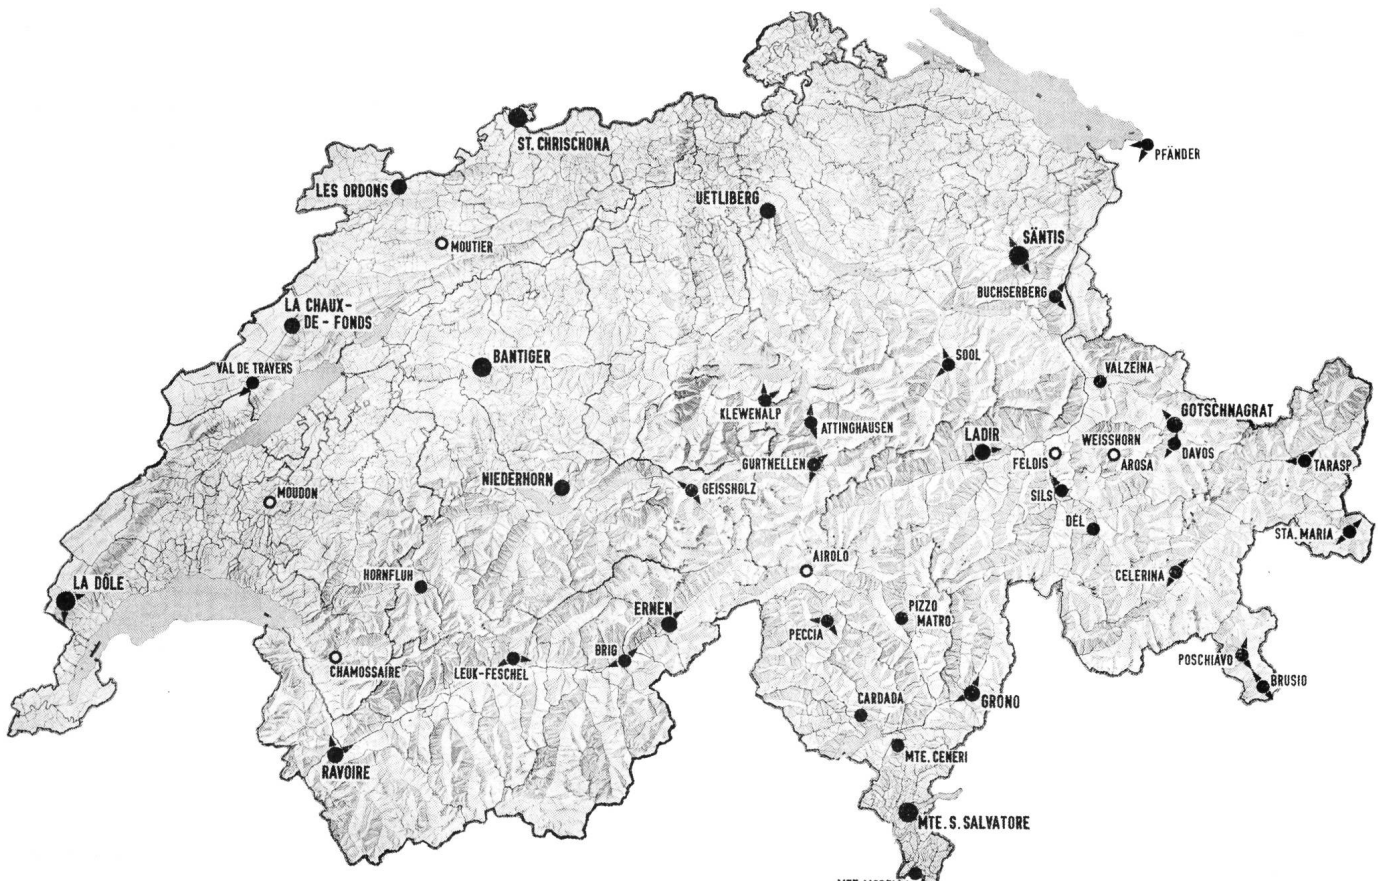 ST. CHRISCHONA
PFÄNDER
LES ORDONS
UETLIBERG
MOUTIER
SÄNTIS
BUCHSERBERG
LA CHAUX-
DE-FONDS
BANTIGER
SOOL
VAL DE TRAVERS
VALZEINA
KLEWENALP
GOTSCHNAGRAT
ATTINGHAUSEN
LADIR
WEISSHORN
DAVOS
GURTNELLEN
FELDIS
AROSA
TARASP
NIEDERHORN
GEISSHOLZ
MOUDON
SILS
DÉL
STA. MARIA
AIROLO
HORNFLUH
CELERINA
LA DÔLE
ERNEN
PIZZO
MATRO
PECCIA
BRIG
POSCHIAVO
CHAMOSSAIRE
LEUK-FESCHEL
BRUSIO
CARDADA
GRONO
MTE. CENERI
RAVOIRE
MTE. S. SALVATORE